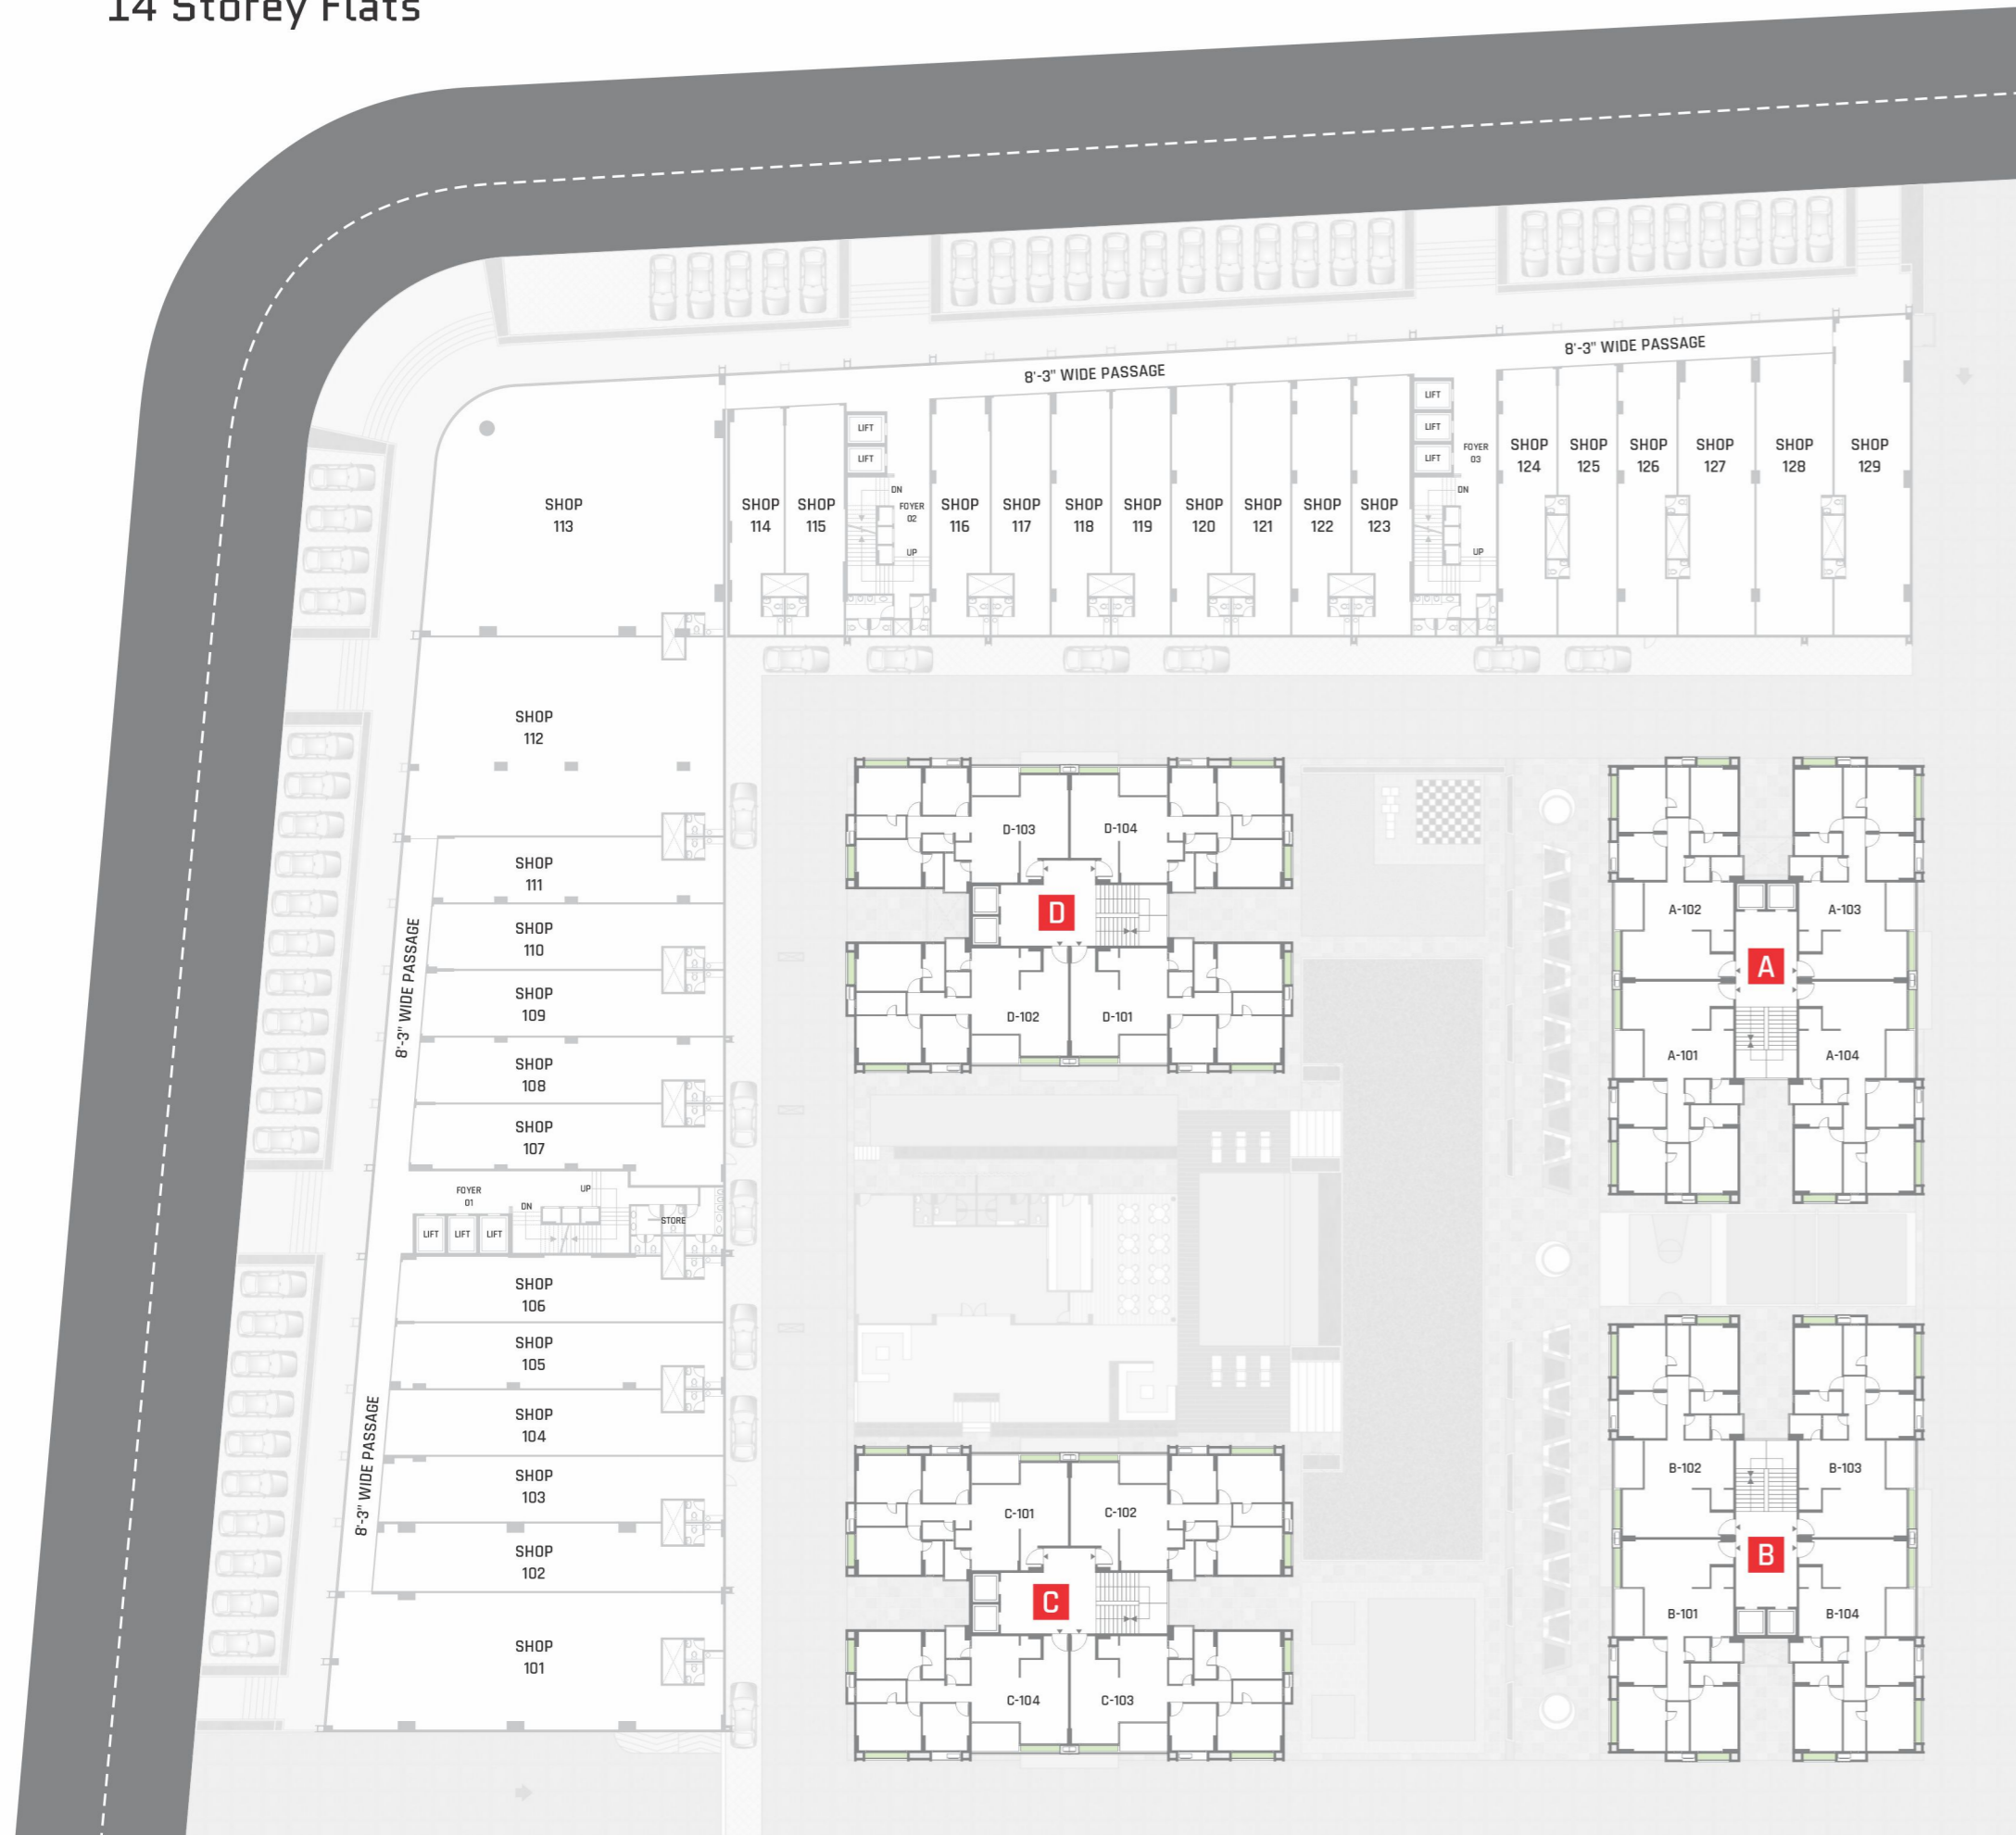 14 Storey Flats
8'-3" WIDE PASSAGE
8'-3" WIDE PASSAGE
SHOP
113
SHOP
114
SHOP
115
LIFT
LIFT
DN
FOYER
02
UP
SHOP
116
SHOP
117
SHOP
118
SHOP
119
SHOP
120
SHOP
121
SHOP
122
SHOP
123
LIFT
LIFT
LIFT
FOYER
03
DN
UP
SHOP
124
SHOP
125
SHOP
126
SHOP
127
SHOP
128
SHOP
129
SHOP
112
SHOP
111
SHOP
110
SHOP
109
SHOP
108
SHOP
107
8'-3" WIDE PASSAGE
FOYER
01
UP
DN
STORE
LIFT
LIFT
LIFT
SHOP
106
SHOP
105
SHOP
104
SHOP
103
SHOP
102
SHOP
101
8'-3" WIDE PASSAGE
D-103
D-104
D
D-102
D-101
A-102
A-103
A
A-101
A-104
C-101
C-102
C
C-104
C-103
B-102
B-103
B
B-101
B-104